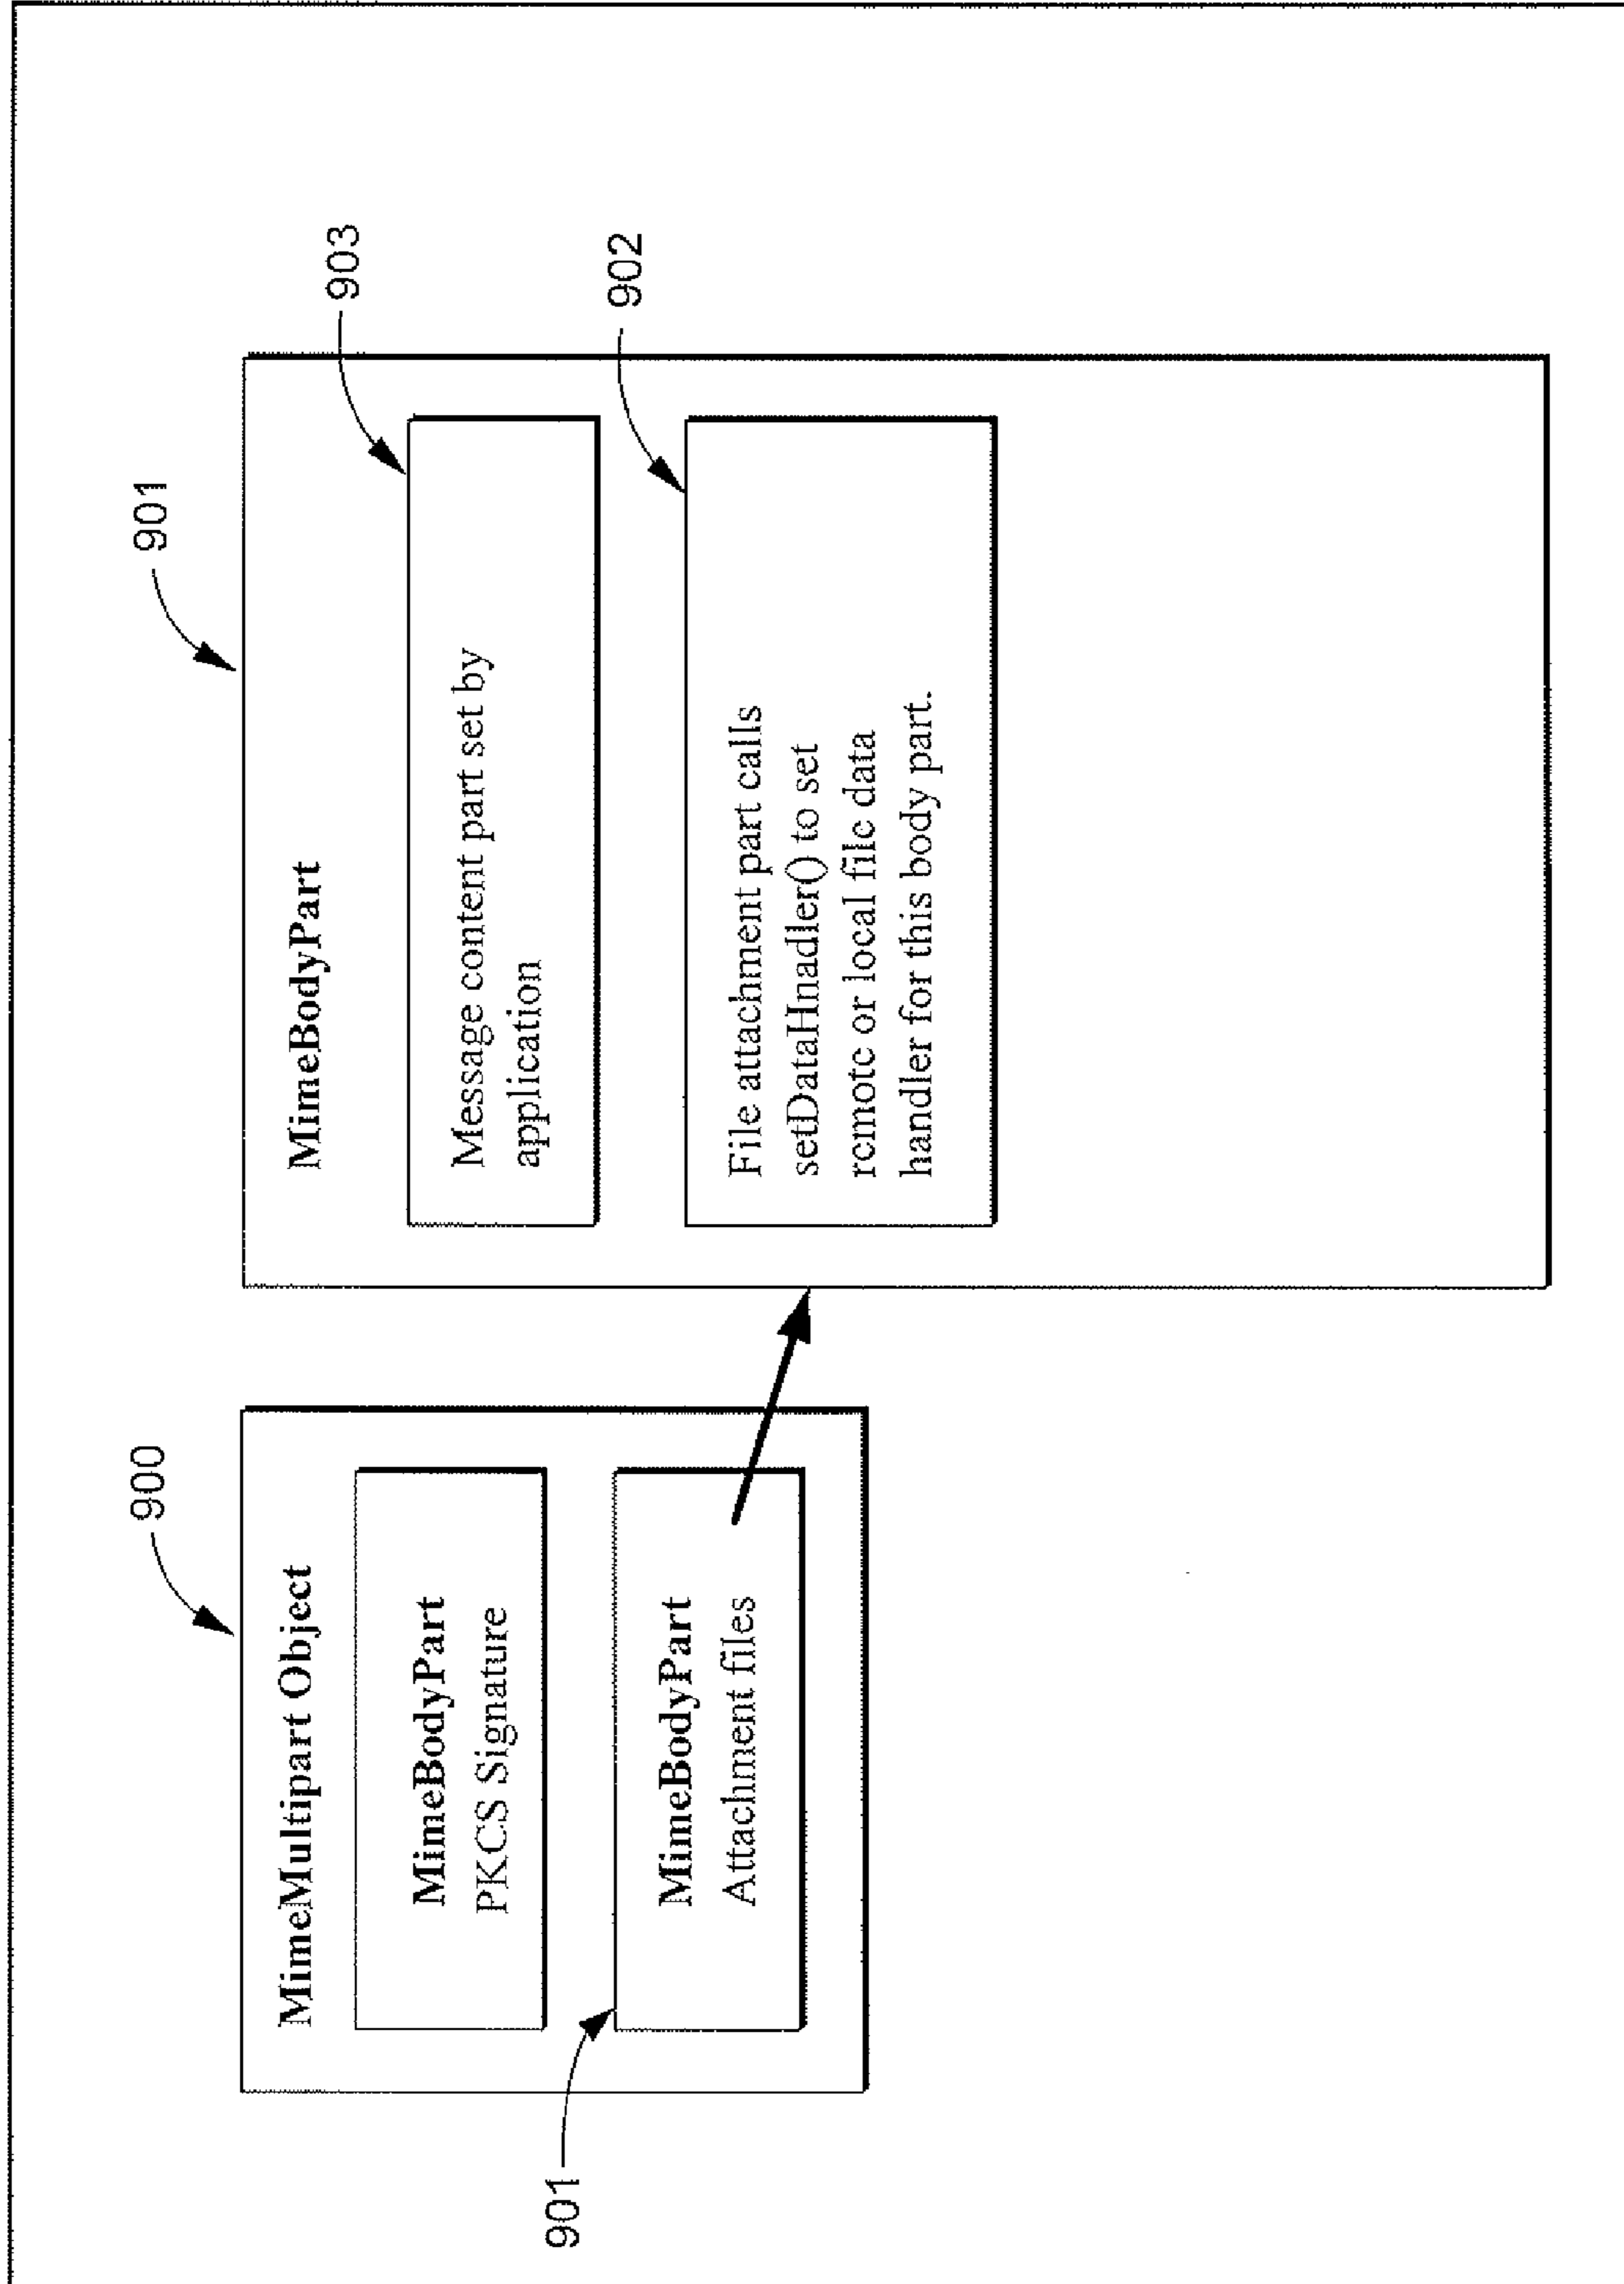 900
MimeMultipart Object
MimeBodyPart
PKCS Signature
901
MimeBodyPart
Attachment files
901
MimeBodyPart
903
Message content part set by
application
902
File attachment part calls
setDataHnadler() to set
remote or local file data
handler for this body part.